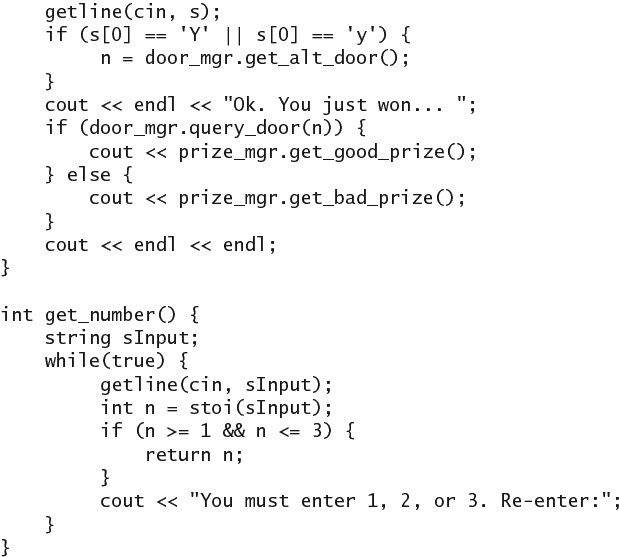 getline(cin, s);
    if (s[0] == 'Y' || s[0] == 'y') {
         n = door_mgr.get_alt_door();
    }
    cout << endl << "Ok. You just won... ";
    if (door_mgr.query_door(n)) {
        cout << prize_mgr.get_good_prize();
    } else {
        cout << prize_mgr.get_bad_prize();
    }
    cout << endl << endl;
}

int get_number() {
    string sInput;
    while(true) {
         getline(cin, sInput);
         int n = stoi(sInput);
         if (n >= 1 && n <= 3) {
             return n;
         }
         cout << "You must enter 1, 2, or 3. Re-enter:";
    }
}